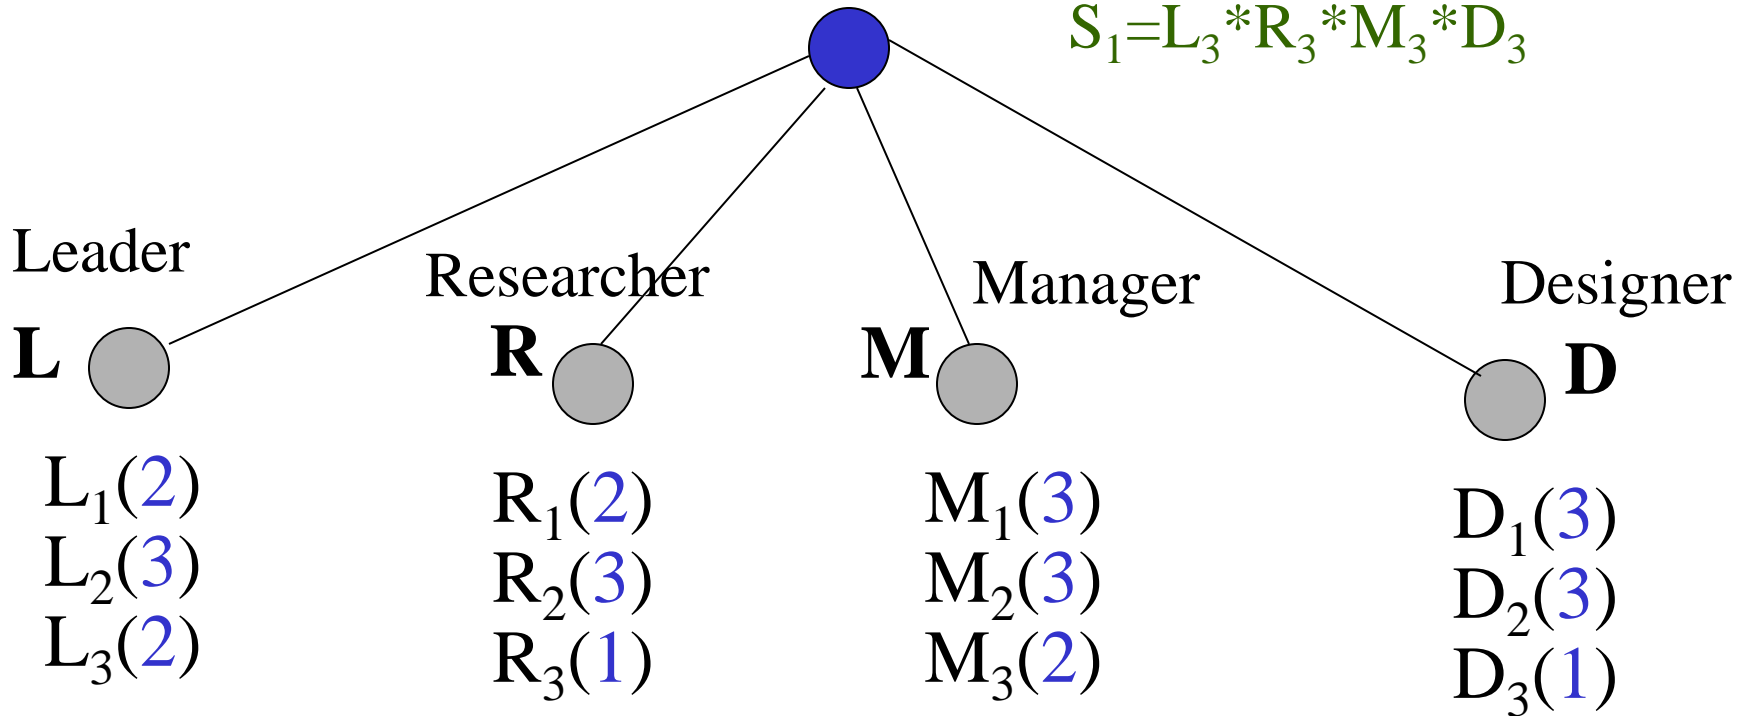 S₁=L₃*R₃*M₃*D₃
Leader
Researcher
Manager
Designer
L
R
M
D
L₁(2)
L₂(3)
L₃(2)
R₁(2)
R₂(3)
R₃(1)
M₁(3)
M₂(3)
M₃(2)
D₁(3)
D₂(3)
D₃(1)